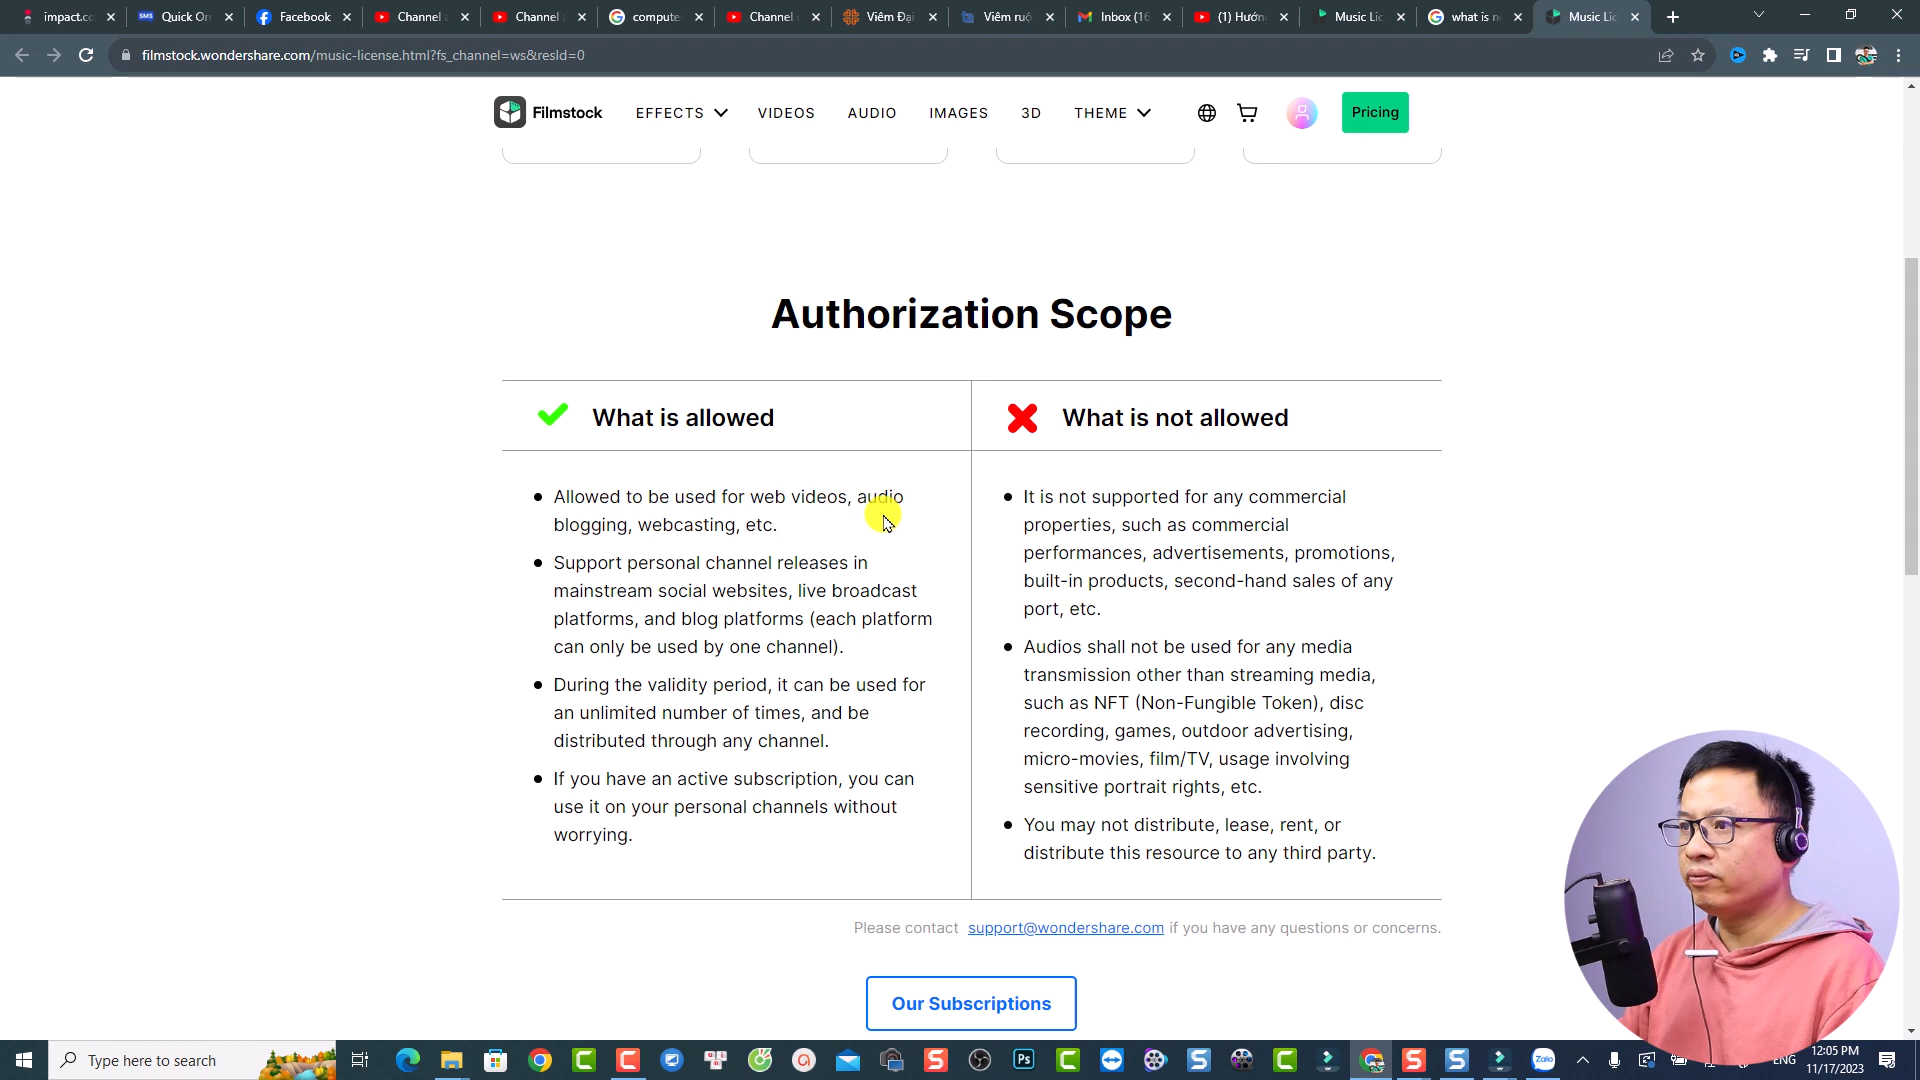 impact.co
Quick Or
Facebook
Channel
Channel
compute
Channel
Viêm Đại
Viêm ruộ
Inbox (16
(1) Hướn
Music Lic
what is n
Music Lic
filmstock.wondershare.com/music-license.html?fs_channel=ws&resId=0
Filmstock
EFFECTS
VIDEOS
AUDIO
IMAGES
3D
THEME
Pricing
Authorization Scope
What is allowed
Allowed to be used for web videos, audio
blogging, webcasting, etc.
Support personal channel releases in
mainstream social websites, live broadcast
platforms, and blog platforms (each platform
can only be used by one channel).
During the validity period, it can be used for
an unlimited number of times, and be
distributed through any channel.
If you have an active subscription, you can
use it on your personal channels without
worrying.
What is not allowed
It is not supported for any commercial
properties, such as commercial
performances, advertisements, promotions,
built-in products, second-hand sales of any
port, etc.
Audios shall not be used for any media
transmission other than streaming media,
such as NFT (Non-Fungible Token), disc
recording, games, outdoor advertising,
micro-movies, film/TV, usage involving
sensitive portrait rights, etc.
You may not distribute, lease, rent, or
distribute this resource to any third party.
Please contact support@wondershare.com if you have any questions or concerns.
Our Subscriptions
Type here to search
Zalo
ENG
12:05 PM
11/17/2023